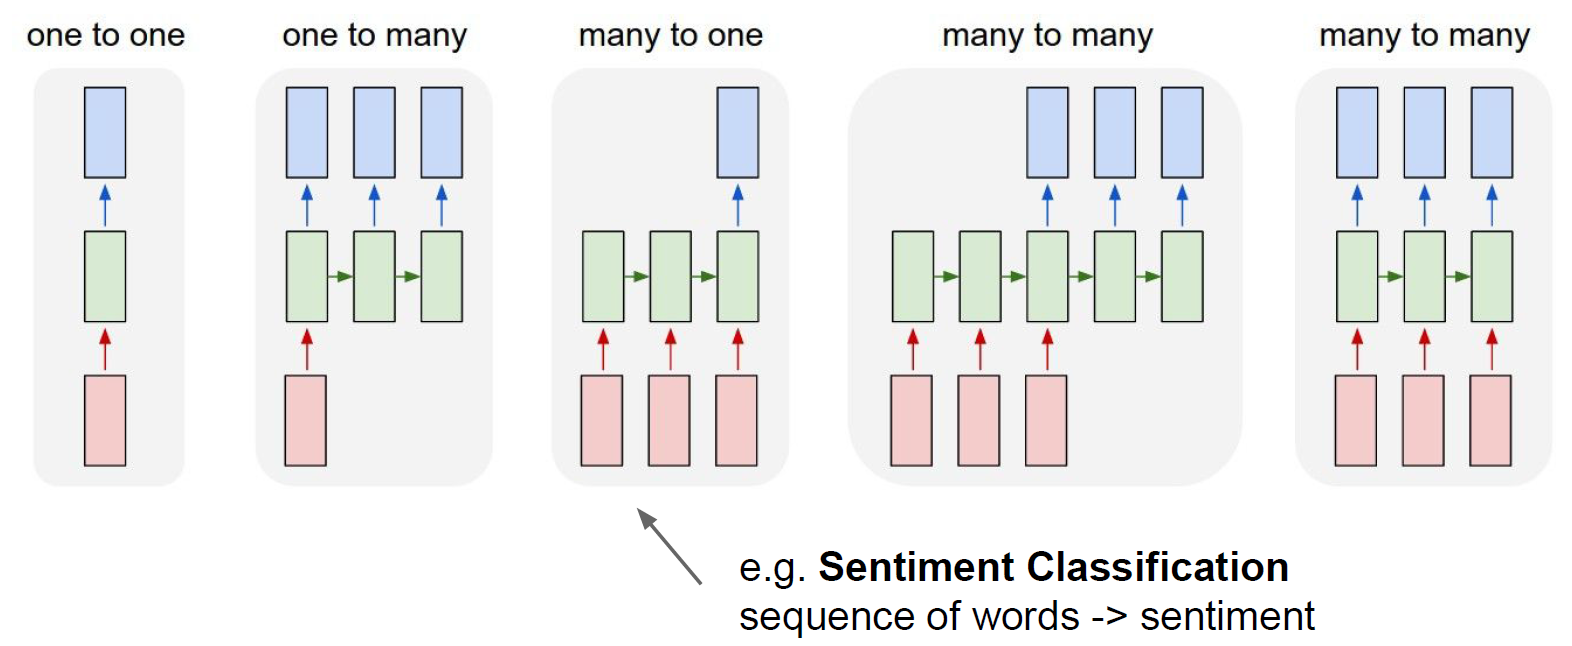 one to one
one to many
many to one
many to many
many to many
e.g. Sentiment Classification
sequence of words -> sentiment